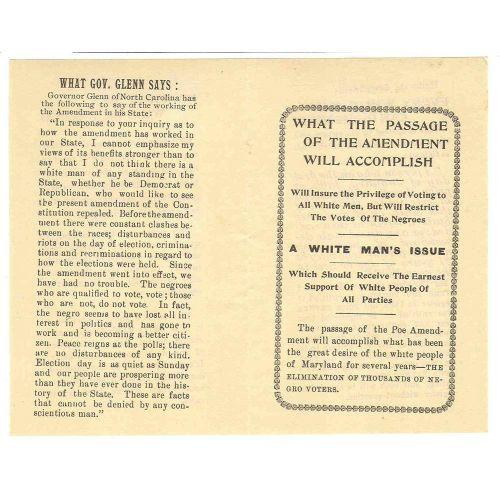 WHAT GOV. GLENN SAYS :
Governor Glenn of North Carolina has
the following to say of the working of
the Amendment in his State:
"In response to your inquiry as to
how the amendment has worked in
our State, I cannot emphasize my
views of its benefits stronger than to
say that I do not think there is a
white man of any standing in the
State, whether he be Democrat or
Republican, who would like to see
the present amendment of the Con-
stitution repealed. Before the amend-
ment there were constant clashes be-
tween the races; disturbances and
riots on the day of election, crimina-
tions and recriminations in regard to
how the elections were held. Since
the amendment went into effect, we
have had no trouble. The negroes
who are qualified to vote, vote; those
who are not, do not vote. In fact,
the negro seems to have lost all in-
terest in politics and has gone to
work and is becoming a better citi-
zen. Peace reigns at the polls; there
are no disturbances of any kind.
Election day is as quiet as Sunday
and our people are prospering more
than they have ever done in the his-
tory of the State. These are facts
that cannot be denied by any con-
scientious man."
WHAT THE PASSAGE
OF THE AMENDMENT
WILL ACCOMPLISH
Will Insure the Privilege of Voting to
All White Men, But Will Restrict
The Votes Of The Negroes
A WHITE MAN'S ISSUE
Which Should Receive The Earnest
Support Of White People Of
All Parties
The passage of the Poe Amend-
ment will accomplish what has been
the great desire of the white people
of Maryland for several years—THE
ELIMINATION OF THOUSANDS OF NE-
GRO VOTERS.